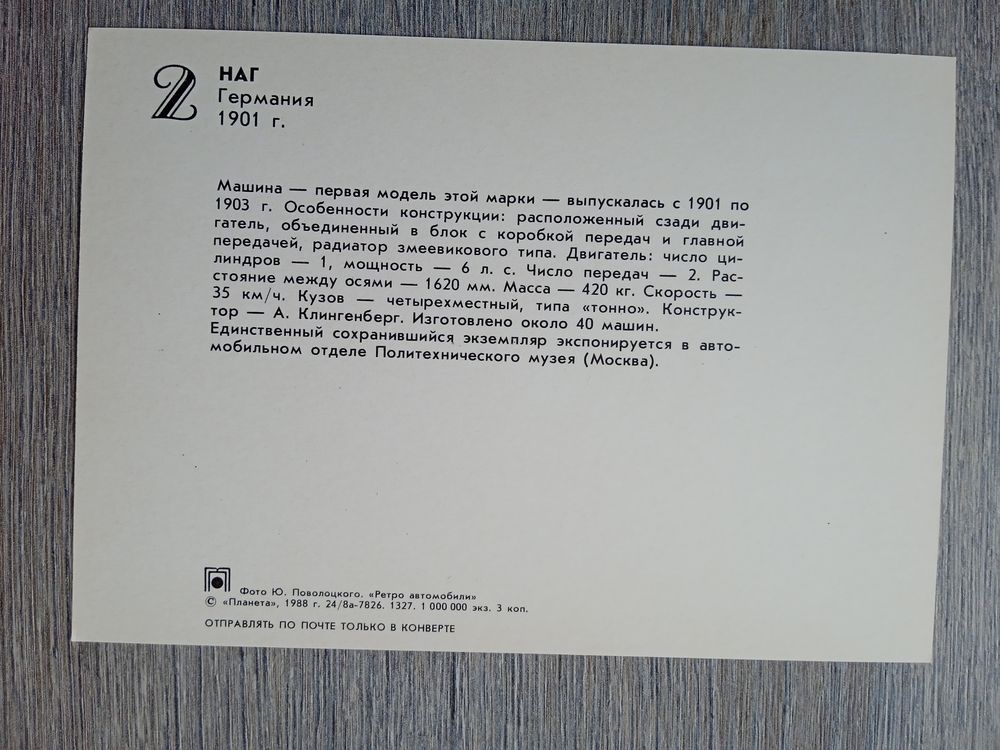 2
НАГ
Германия
1901 г.
Машина — первая модель этой марки — выпускалась с 1901 по
1903 г. Особенности конструкции: расположенный сзади дви-
гатель, объединенный в блок с коробкой передач и главной
передачей, радиатор змеевикового типа. Двигатель: число ци-
линдров — 1, мощность — 6 л. с. Число передач — 2. Рас-
стояние между осями — 1620 мм. Масса — 420 кг. Скорость —
35 км/ч. Кузов — четырехместный, типа «тонно». Конструк-
тор — А. Клингенберг. Изготовлено около 40 машин.
Единственный сохранившийся экземпляр экспонируется в авто-
мобильном отделе Политехнического музея (Москва).
Фото Ю. Поволоцкого. «Ретро автомобили»
© «Планета», 1988 г. 24/8а-7826. 1327. 1 000 000 экз. 3 коп.
ОТПРАВЛЯТЬ ПО ПОЧТЕ ТОЛЬКО В КОНВЕРТЕ